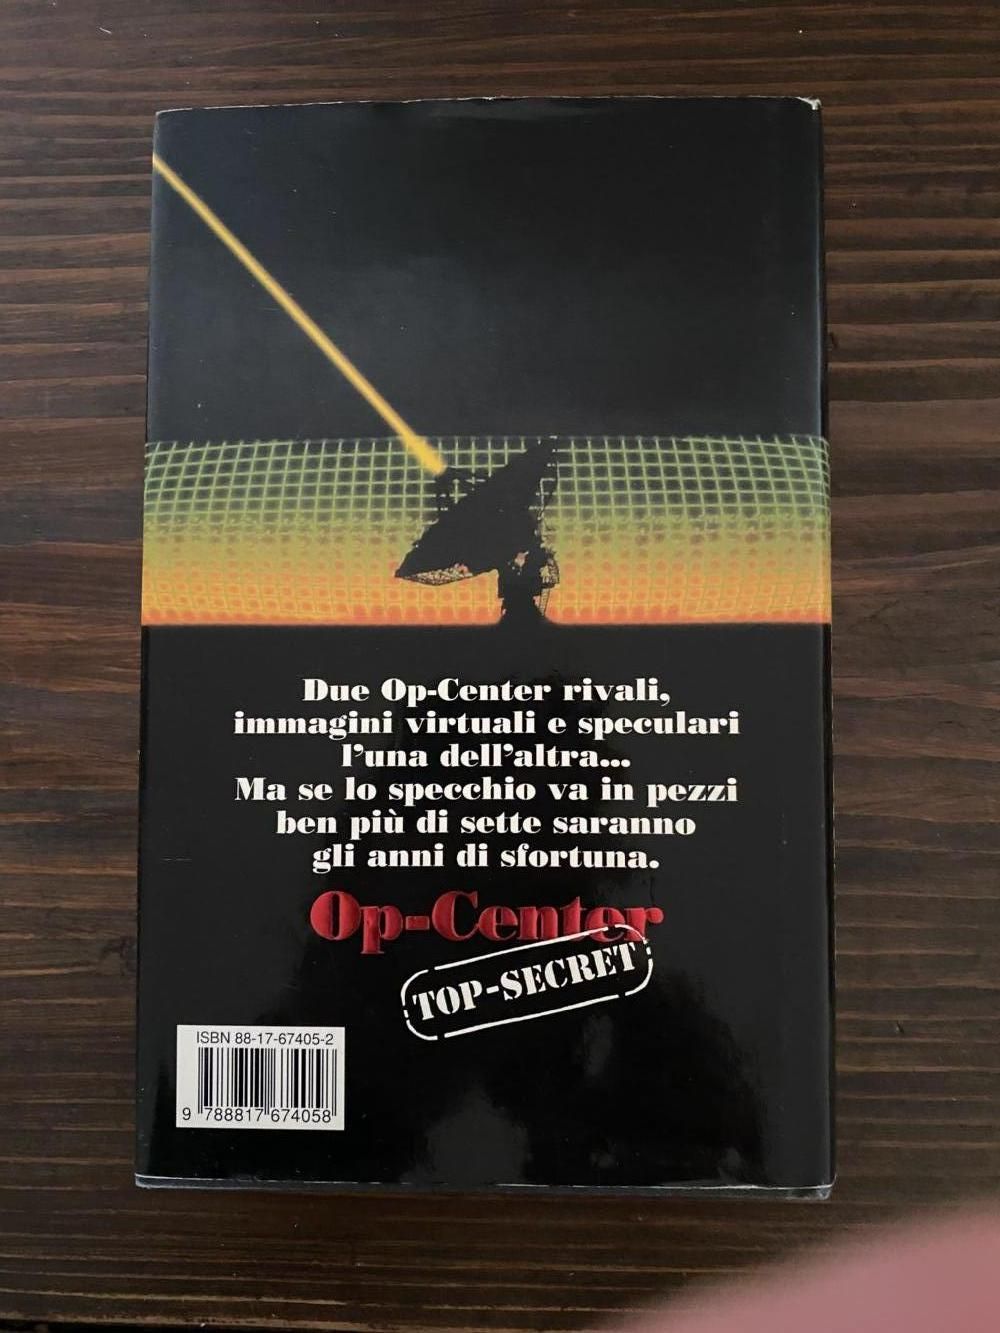 Due Op-Center rivali,
immagini virtuali e speculari
l'una dell'altra...
Ma se lo specchio va in pezzi
ben più di sette saranno
gli anni di sfortuna.
Op-Center
TOP-SECRET
ISBN 88-17-67405-2
9 788817 674058